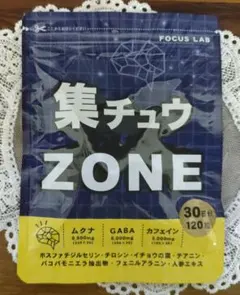 FOCUS LAB
集チュウ
ZONE
ムクナ
GABA
カフェイン
30日分
120粒
ホスファチジルセリン・チロシン・イチョウの葉・テアニン・
バコパモニエラ抽出物・フェニルアラニン・人参エキス